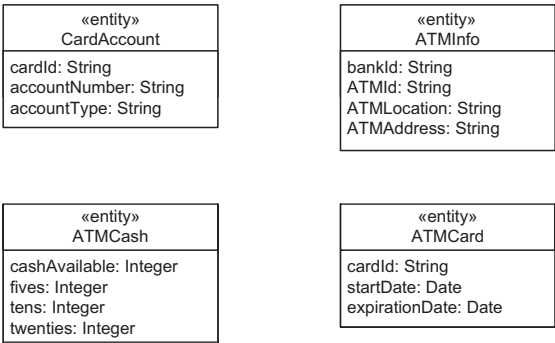 «entity»
CardAccount
cardId: String
accountNumber: String
accountType: String
«entity»
ATMInfo
bankId: String
ATMId: String
ATMLocation: String
ATMAddress: String
«entity»
ATMCash
cashAvailable: Integer
fives: Integer
tens: Integer
twenties: Integer
«entity»
ATMCard
cardId: String
startDate: Date
expirationDate: Date